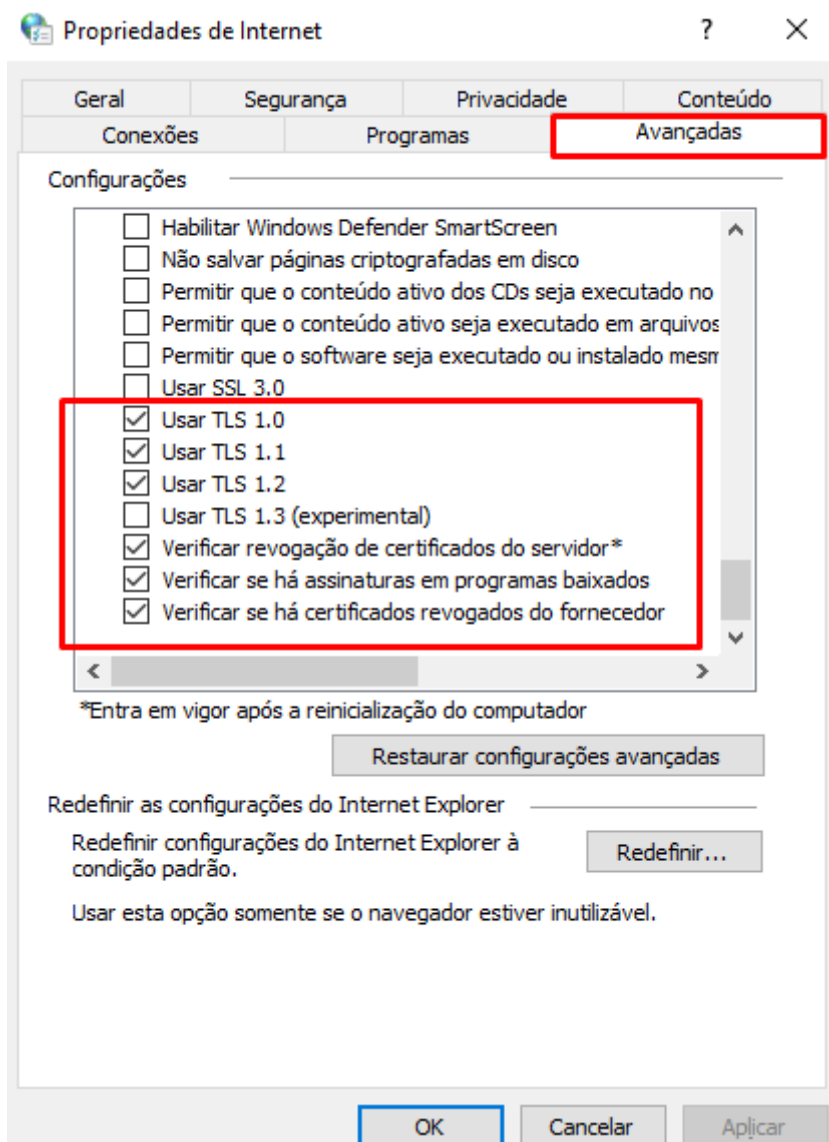 Propriedades de Internet
?
Geral
Segurança
Privacidade
Conteúdo
Conexões
Programas
Avançadas
Configurações
Habilitar Windows Defender SmartScreen
Não salvar páginas criptografadas em disco
Permitir que o conteúdo ativo dos CDs seja executado no
Permitir que o conteúdo ativo seja executado em arquivos
Permitir que o software seja executado ou instalado mesm
Usar SSL 3.0
Usar TLS 1.0
Usar TLS 1.1
Usar TLS 1.2
Usar TLS 1.3 (experimental)
Verificar revogação de certificados do servidor*
Verificar se há assinaturas em programas baixados
Verificar se há certificados revogados do fornecedor
*Entra em vigor após a reinicialização do computador
Restaurar configurações avançadas
Redefinir as configurações do Internet Explorer
Redefinir configurações do Internet Explorer à
condição padrão.
Redefinir...
Usar esta opção somente se o navegador estiver inutilizável.
OK
Cancelar
Aplicar